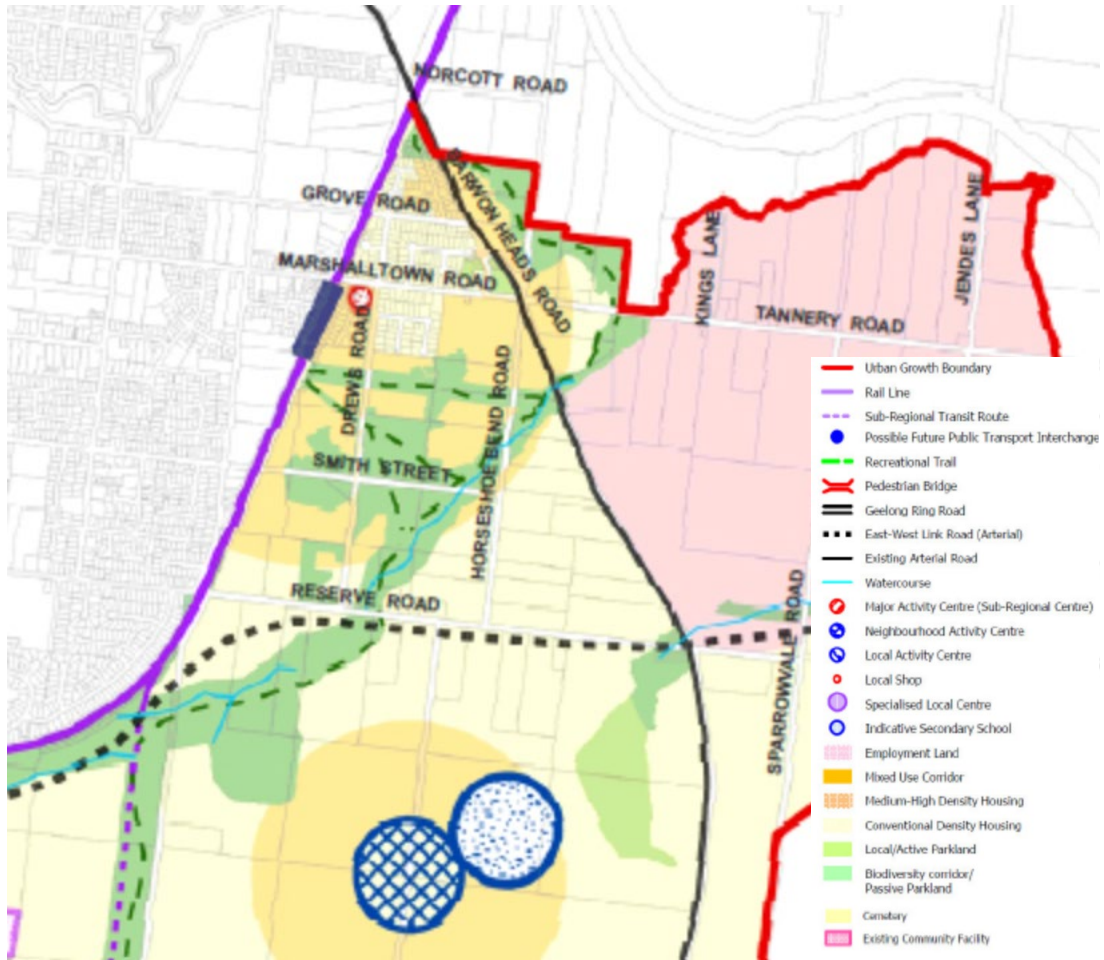 NORCOTT ROAD
BARWON HEADS ROAD
GROVE ROAD
MARSHALLTOWN ROAD
KINGS LANE
JENDES LANE
TANNERY ROAD
DREWS ROAD
HORSESHOE BEND ROAD
SMITH STREET
RESERVE ROAD
SPARROWVALE ROAD
Urban Growth Boundary
Rail Line
Sub-Regional Transit Route
Possible Future Public Transport Interchange
Recreational Trail
Pedestrian Bridge
Geelong Ring Road
East-West Link Road (Arterial)
Existing Arterial Road
Watercourse
Major Activity Centre (Sub-Regional Centre)
Neighbourhood Activity Centre
Local Activity Centre
Local Shop
Specialised Local Centre
Indicative Secondary School
Employment Land
Mixed Use Corridor
Medium-High Density Housing
Conventional Density Housing
Local/Active Parkland
Biodiversity corridor/
Passive Parkland
Cemetery
Existing Community Facility